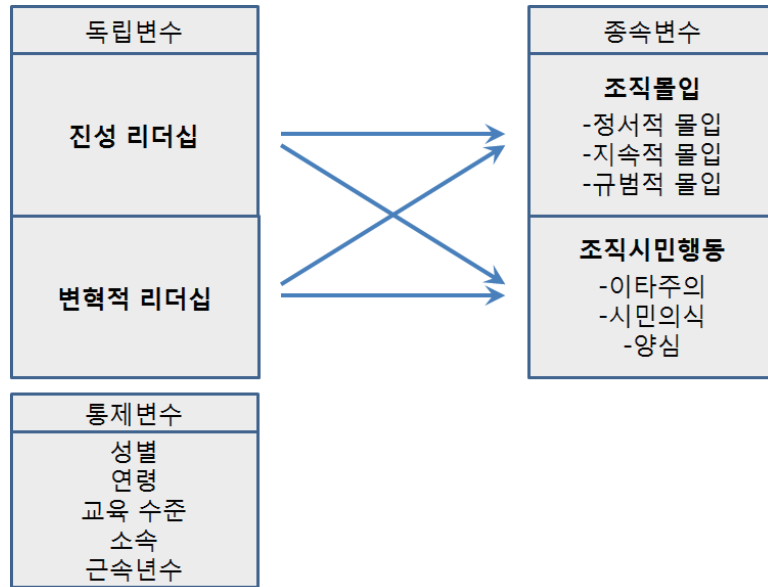 독립변수
진성 리더십
변혁적 리더십
종속변수
조직몰입
-정서적 몰입
-지속적 몰입
-규범적 몰입
조직시민행동
-이타주의
-시민의식
-양심
통제변수
성별
연령
교육 수준
소속
근속년수